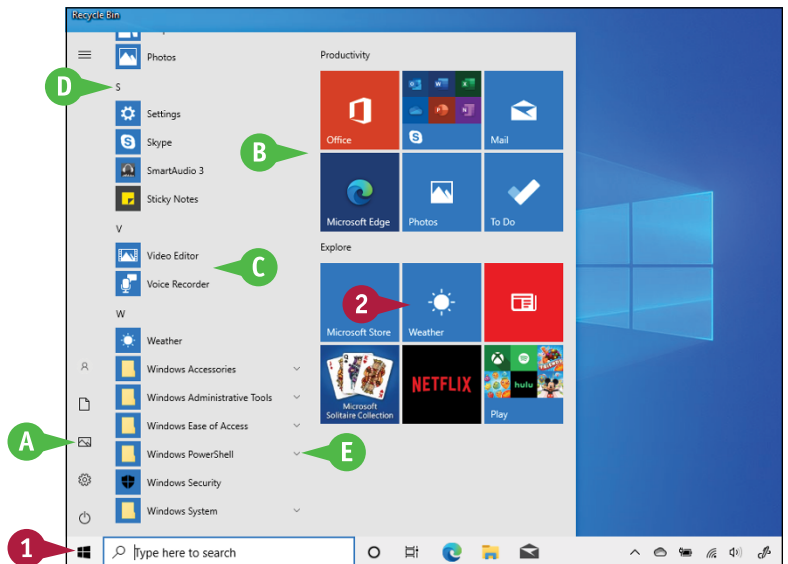 Recycle Bin
Photos
S
Settings
Skype
SmartAudio 3
Sticky Notes
V
Video Editor
Voice Recorder
W
Weather
Windows Accessories
Windows Administrative Tools
Windows Ease of Access
Windows PowerShell
Windows Security
Windows System
Productivity
Office
S
Mail
Microsoft Edge
Photos
To Do
Explore
Microsoft Store
Weather
Microsoft
Solitaire Collection
NETFLIX
hulu
Play
Type here to search
D
B
C
2
A
E
1